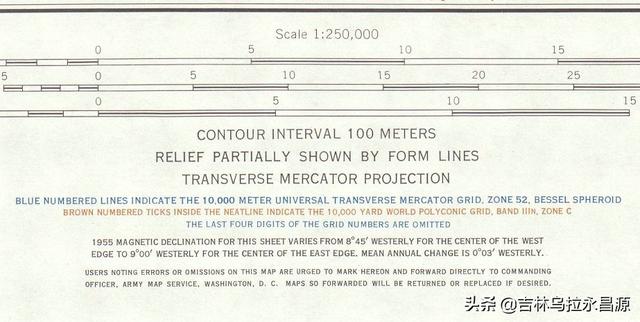 Scale 1:250,000
0 5 10 15
5 0 5 10 15 20 25
0 5 10 15
CONTOUR INTERVAL 100 METERS
RELIEF PARTIALLY SHOWN BY FORM LINES
TRANSVERSE MERCATOR PROJECTION
BLUE NUMBERED LINES INDICATE THE 10,000 METER UNIVERSAL TRANSVERSE MERCATOR GRID, ZONE 52, BESSEL SPHEROID
BROWN NUMBERED TICKS INSIDE THE NEATLINE INDICATE THE 10,000 YARD WORLD POLYCONIC GRID, BAND IIIN, ZONE C
THE LAST FOUR DIGITS OF THE GRID NUMBERS ARE OMITTED
1955 MAGNETIC DECLINATION FOR THIS SHEET VARIES FROM 8°45' WESTERLY FOR THE CENTER OF THE WEST
EDGE TO 9°00' WESTERLY FOR THE CENTER OF THE EAST EDGE. MEAN ANNUAL CHANGE IS 0°03' WESTERLY.
USERS NOTING ERRORS OR OMISSIONS ON THIS MAP ARE URGED TO MARK HEREON AND FORWARD DIRECTLY TO COMMANDING
OFFICER, ARMY MAP SERVICE, WASHINGTON, D. C. MAPS SO FORWARDED WILL BE RETURNED OR REPLACED IF DESIRED.
头条 @吉林乌拉永昌源